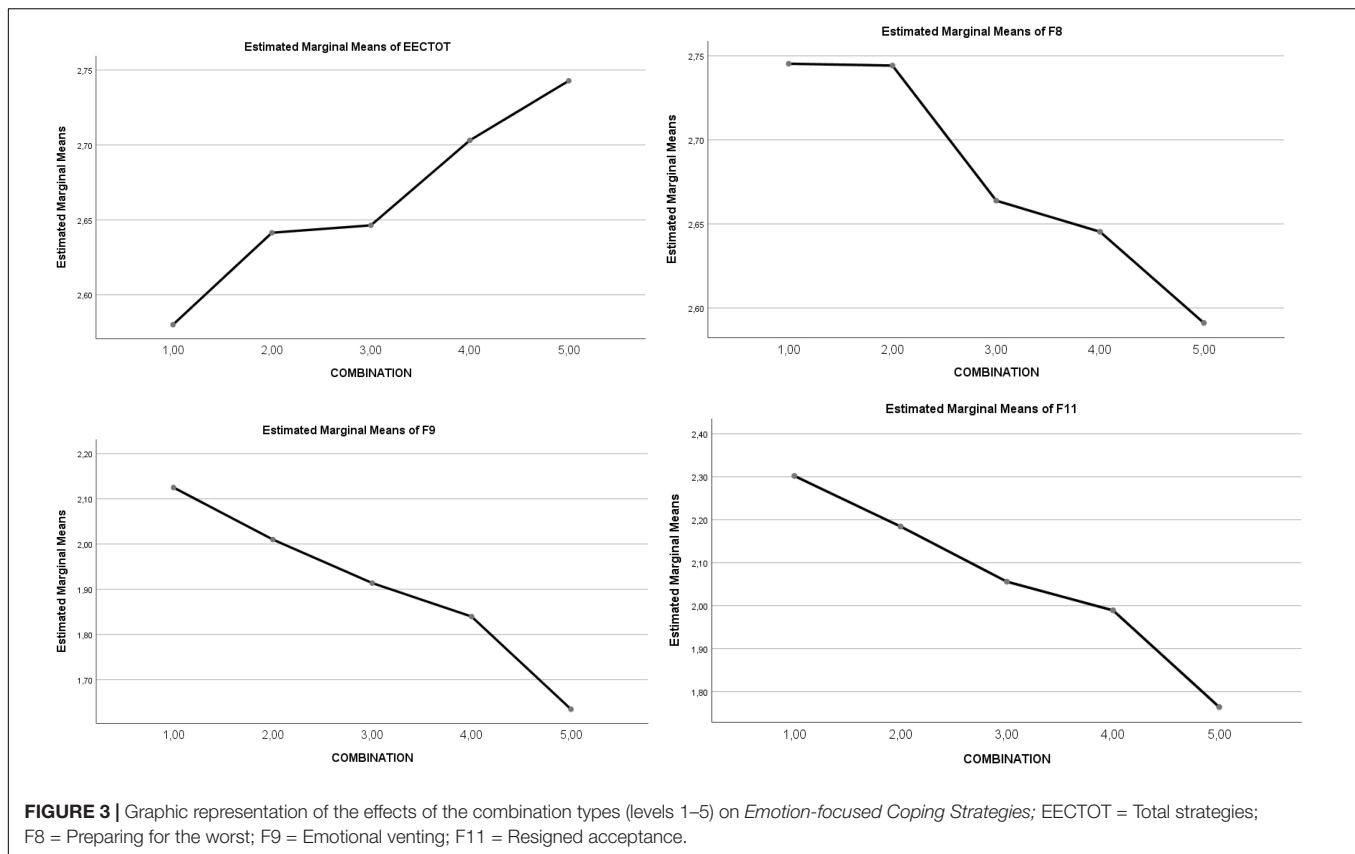 Estimated Marginal Means of EECTOT
Estimated Marginal Means
2,75
2,70
2,65
2,60
1,00 2,00 3,00 4,00 5,00
COMBINATION
Estimated Marginal Means of F8
Estimated Marginal Means
2,75
2,70
2,65
2,60
1,00 2,00 3,00 4,00 5,00
COMBINATION
Estimated Marginal Means of F9
Estimated Marginal Means
2,20
2,10
2,00
1,90
1,80
1,70
1,00 2,00 3,00 4,00 5,00
COMBINATION
Estimated Marginal Means of F11
Estimated Marginal Means
2,40
2,30
2,20
2,10
2,00
1,90
1,80
1,00 2,00 3,00 4,00 5,00
COMBINATION
FIGURE 3 | Graphic representation of the effects of the combination types (levels 1–5) on Emotion-focused Coping Strategies; EECTOT = Total strategies;
F8 = Preparing for the worst; F9 = Emotional venting; F11 = Resigned acceptance.